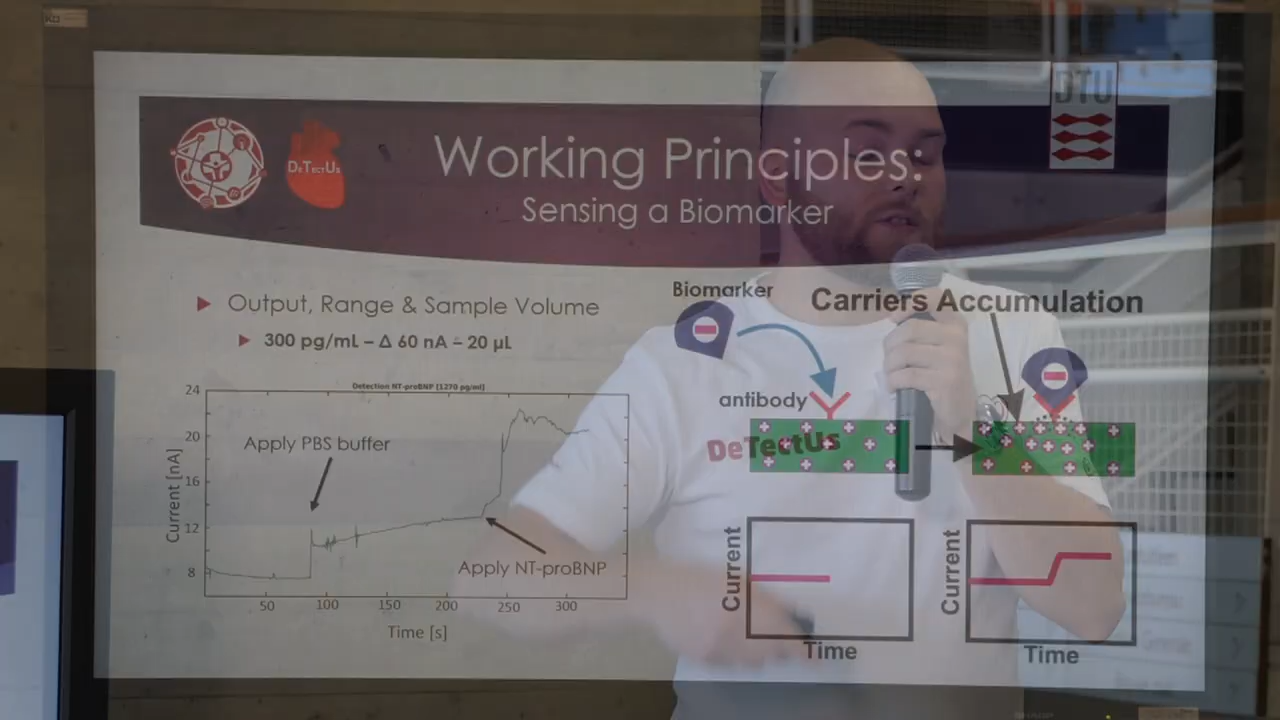 DTU
DeTectUs
Working Principles:
Sensing a Biomarker
Output, Range & Sample Volume
300 pg/mL – Δ 60 nA – 20 µL
Biomarker
Carriers Accumulation
antibody
DeTectUs
Detection NT-proBNP [1270 pg/ml]
24
20
16
12
8
Current [nA]
Apply PBS buffer
Apply NT-proBNP
50
100
150
200
250
300
Time [s]
Current
Time
Current
Time